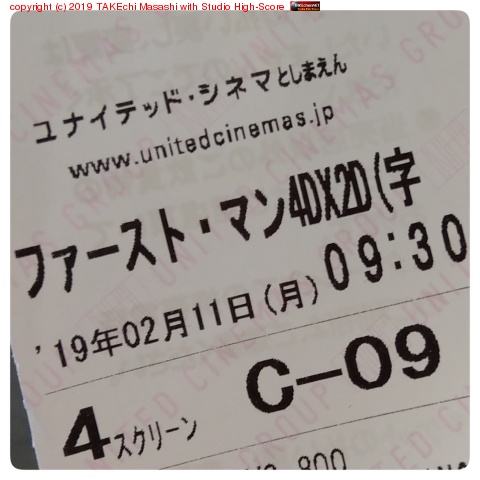 copyright (c) 2019 TAKEchi Masashi with Studio High-Score
ユナイテッド・シネマとしまえん
www.unitedcinemas.jp
ファースト・マン4DX2D(字
'19年02月11日(月) 09:30
4スクリーン C-09